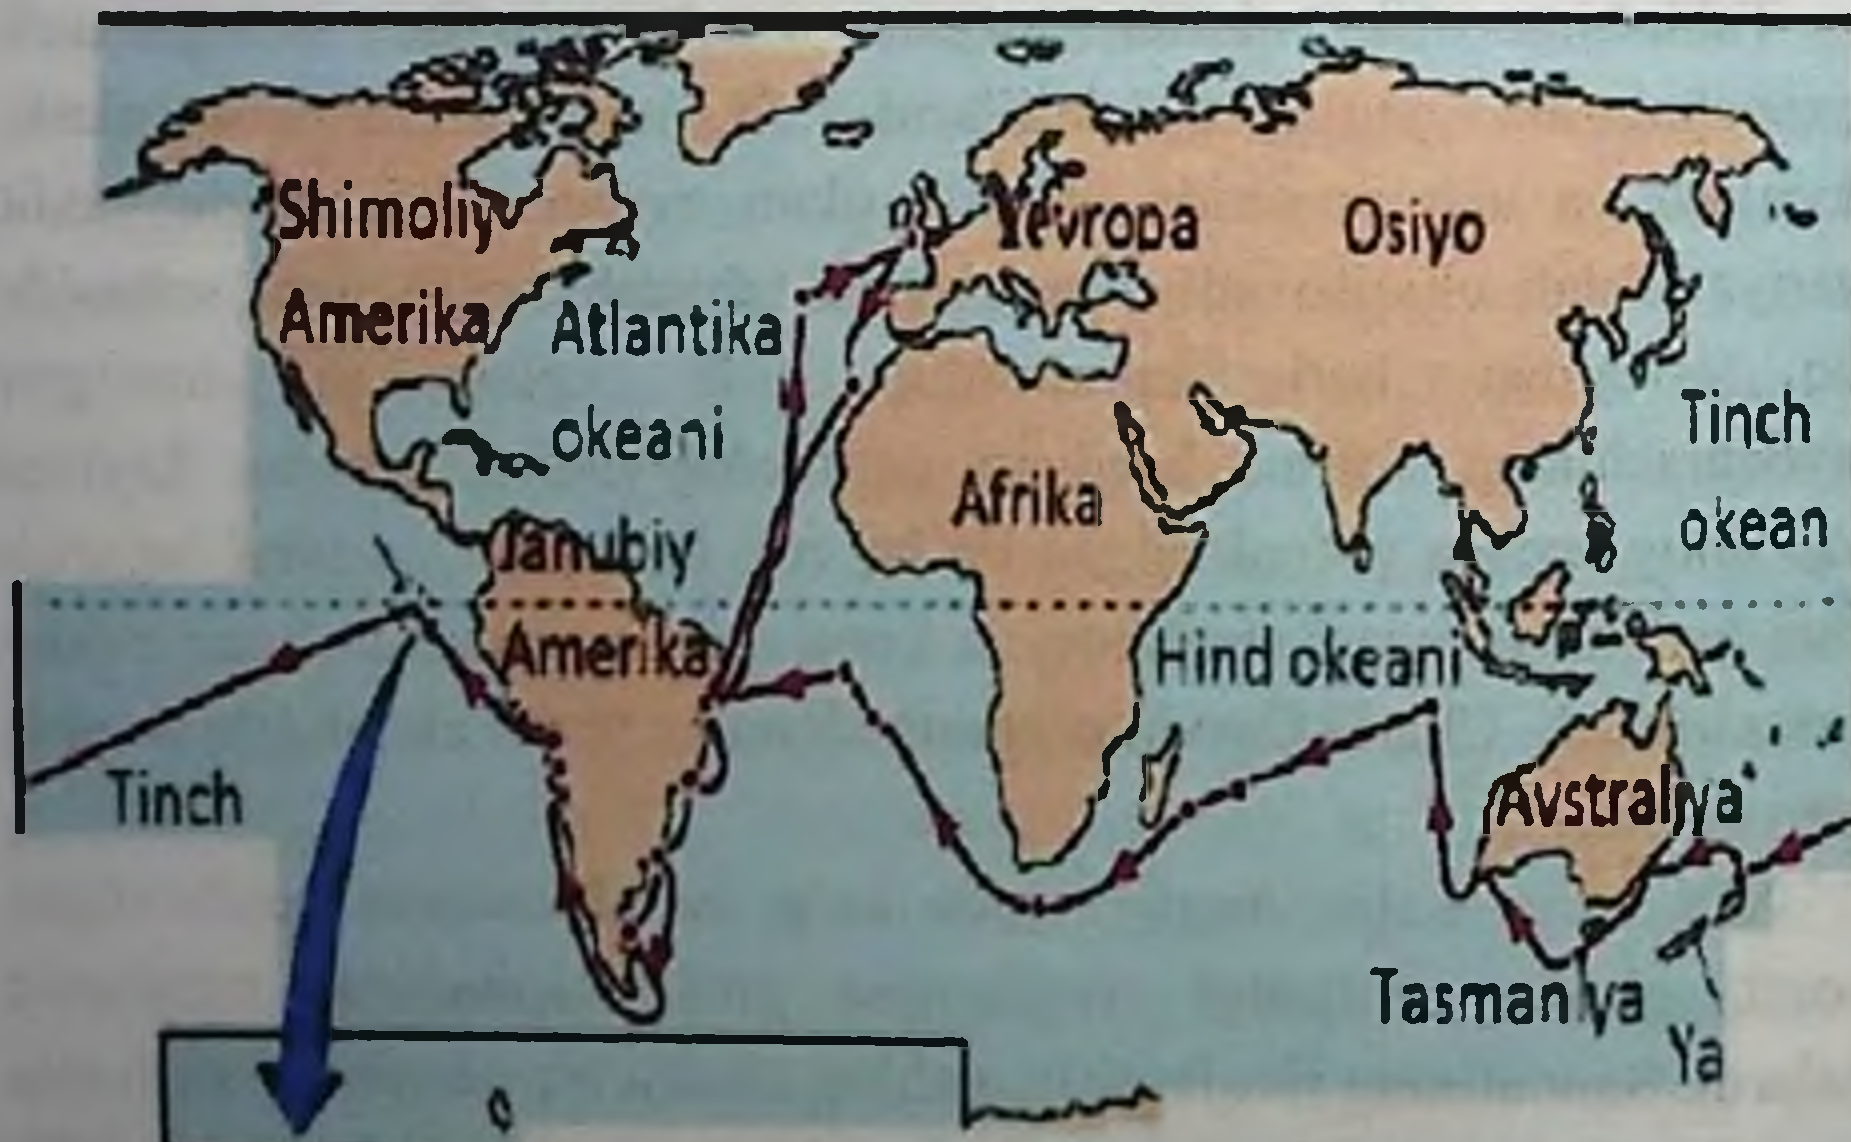 Shimoliy
Amerika
Atlantika
okeani
Yevropa
Osiyo
Tinch
okean
Afrika
Janubiy
Amerika
Hind okeani
Tinch
Avstraliya
Tasmaniya
Ya